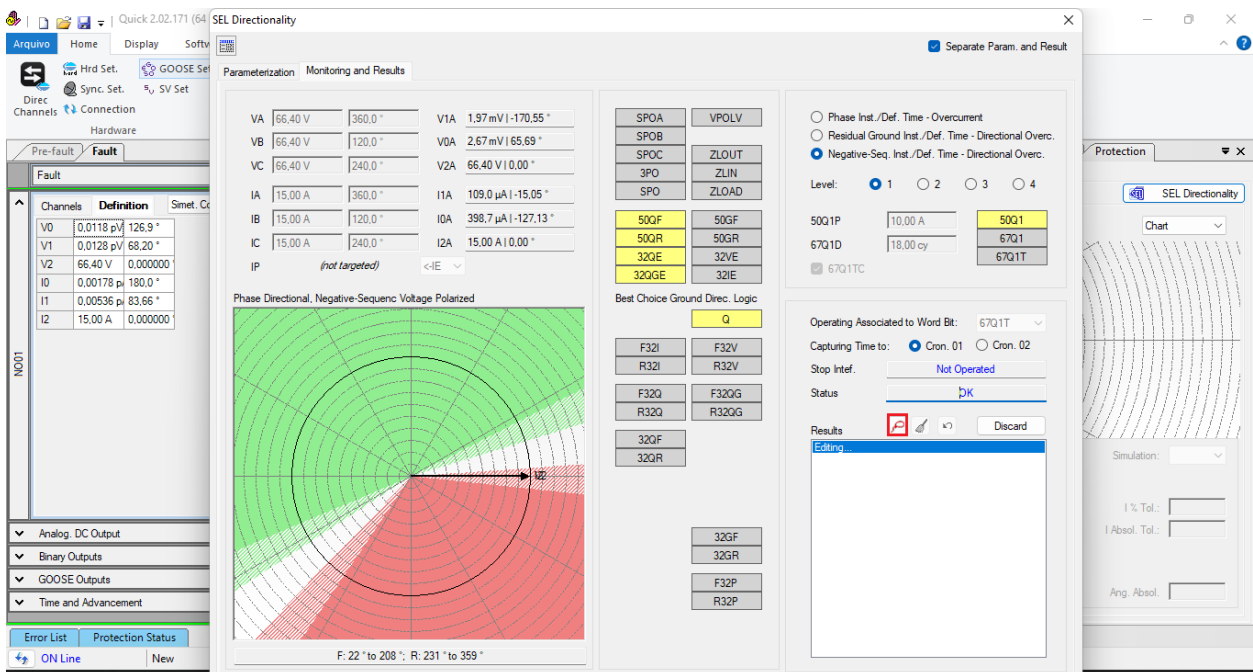 Quick 2.02.171 (64
SEL Directionality
Arquivo Home Display Softw
Separate Param. and Result
Parameterization Monitoring and Results
Direc
Channels
Hrd Set.
GOOSE Set
Sync. Set.
SV Set
Connection
Hardware
Pre-fault Fault
Fault
Channels Definition Simet. Co
V0 0,0118 pV 126,9 °
V1 0,0128 pV 68,20 °
V2 66,40 V 0,000000 °
I0 0,00178 p 180,0 °
I1 0,00536 p 83,66 °
I2 15,00 A 0,000000
NO01
Analog. DC Output
Binary Outputs
GOOSE Outputs
Time and Advancement
Error List Protection Status
ON Line New
VA 66,40 V 360,0 ° V1A 1,97 mV | -170,55 °
VB 66,40 V 120,0 ° V0A 2,67 mV | 65,69 °
VC 66,40 V 240,0 V2A 66,40 V | 0,00 °
IA 15,00 A 360,0 ° I1A 109,0 µA | -15,05 °
IB 15,00 A 120,0 ° I0A 398,7 µA | -127,13 °
IC 15,00 A 240,0 ° I2A 15,00 A | 0,00 °
IP (not targeted) <-IE
Phase Directional, Negative-Sequenc Voltage Polarized
F: 22 ° to 208 °; R: 231 ° to 359 °
SPOA VPOLV
SPOB
SPOC ZLOUT
3PO ZLIN
SPO ZLOAD
50QF 50GF
50QR 50GR
32QE 32VE
32QGE 32IE
Best Choice Ground Direc. Logic
Q
F32I F32V
R32I R32V
F32Q F32QG
R32Q R32QG
32QF
32QR
32GF
32GR
F32P
R32P
Phase Inst./Def. Time - Overcurrent
Residual Ground Inst./Def. Time - Directional Overc.
Negative-Seq. Inst./Def. Time - Directional Overc.
Level: 1 2 3 4
50Q1P 10,00 A 50Q1
67Q1D 18,00 cy 67Q1
67Q1TC 67Q1T
Operating Associated to Word Bit: 67Q1T
Capturing Time to: Cron. 01 Cron. 02
Stop Intef. Not Operated
Status OK
Results Discard
Editing...
Protection
SEL Directionality
Chart
Simulation:
I % Tol.:
I Absol. Tol.:
Ang. Absol.